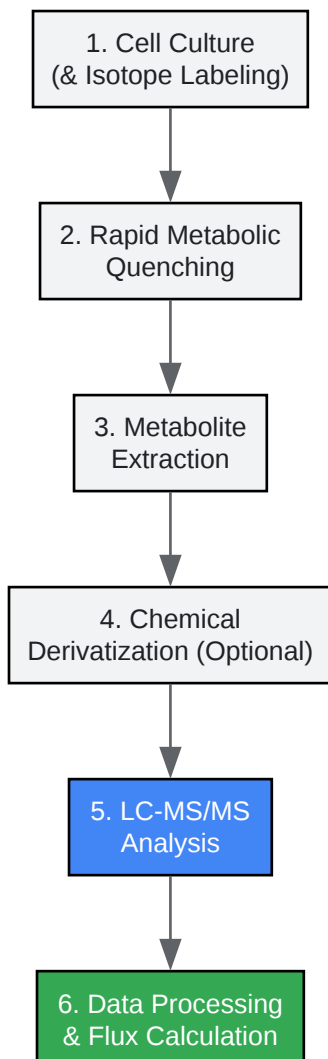 1. Cell Culture
(& Isotope Labeling)
2. Rapid Metabolic
Quenching
3. Metabolite
Extraction
4. Chemical
Derivatization (Optional)
5. LC-MS/MS
Analysis
6. Data Processing
& Flux Calculation